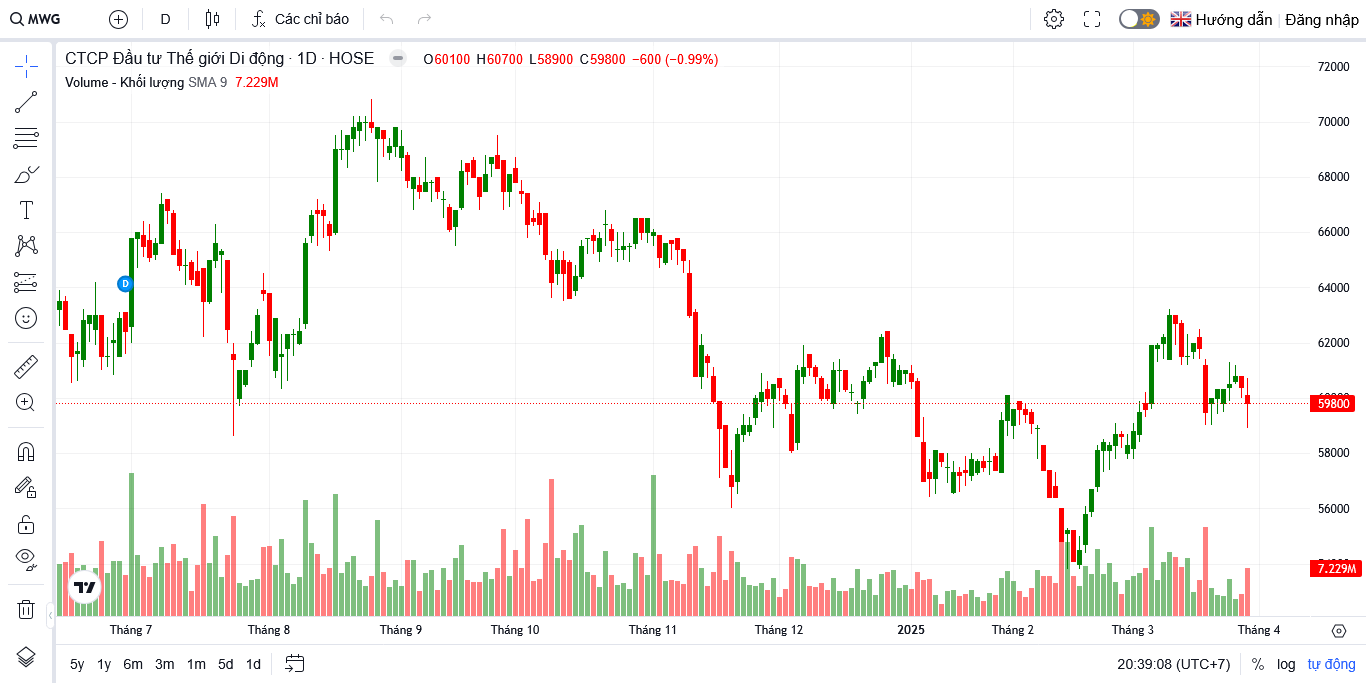 MWG D Các chỉ báo Hướng dẫn Đăng nhập
CTCP Đầu tư Thế giới Di động · 1D · HOSE O60100 H60700 L58900 C59800 −600 (−0.99%)
Volume - Khối lượng SMA 9 7.229M
72000
70000
68000
66000
64000
D
62000
59800
58000
56000
7.229M
Tháng 7 Tháng 8 Tháng 9 Tháng 10 Tháng 11 Tháng 12 2025 Tháng 2 Tháng 3 Tháng 4
5y 1y 6m 3m 1m 5d 1d 20:39:08 (UTC+7) % log tự động